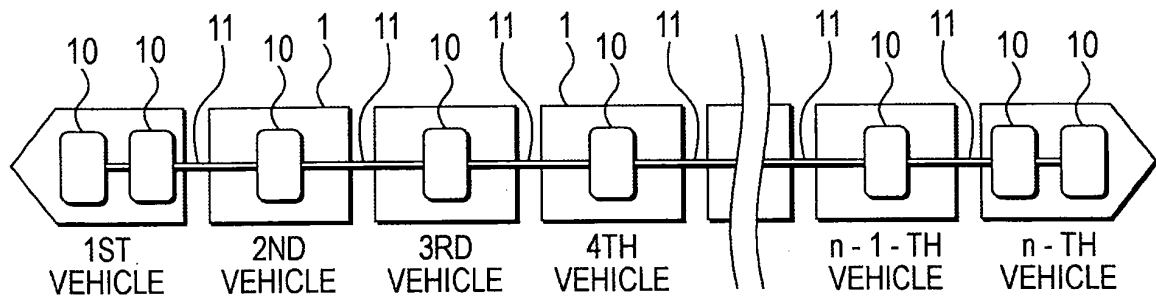 10 10 11 10 1 11 10 11 1 10 11 11 10 11 10 10
1ST VEHICLE
2ND VEHICLE
3RD VEHICLE
4TH VEHICLE
n - 1 - TH VEHICLE
n - TH VEHICLE